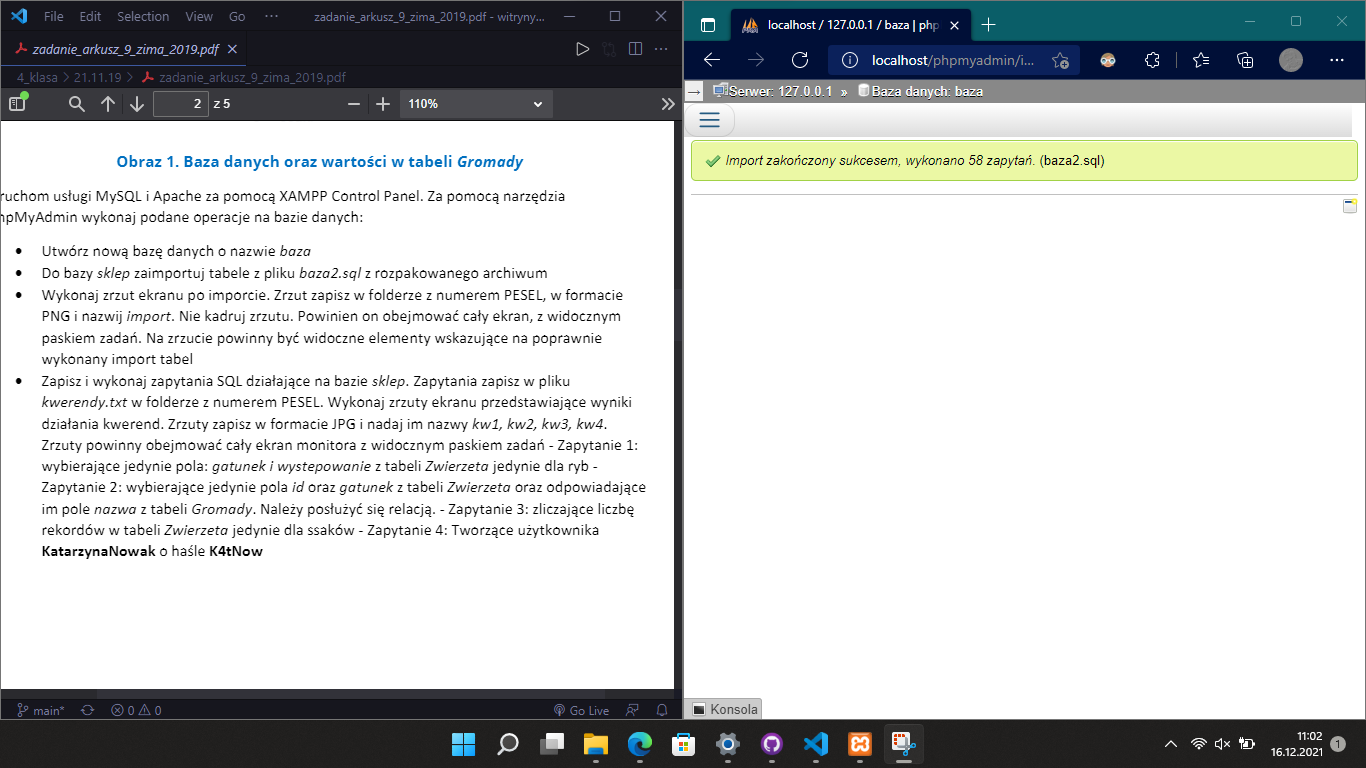 File Edit Selection View Go ··· zadanie_arkusz_9_zima_2019.pdf - witryny...
zadanie_arkusz_9_zima_2019.pdf
4_klasa > 21.11.19 > zadanie_arkusz_9_zima_2019.pdf
2 z 5 110%
Obraz 1. Baza danych oraz wartości w tabeli Gromady
ruchom usługi MySQL i Apache za pomocą XAMPP Control Panel. Za pomocą narzędzia
hpMyAdmin wykonaj podane operacje na bazie danych:
• Utwórz nową bazę danych o nazwie baza
• Do bazy sklep zaimportuj tabele z pliku baza2.sql z rozpakowanego archiwum
• Wykonaj zrzut ekranu po imporcie. Zrzut zapisz w folderze z numerem PESEL, w formacie
PNG i nazwij import. Nie kadruj zrzutu. Powinien on obejmować cały ekran, z widocznym
paskiem zadań. Na zrzucie powinny być widoczne elementy wskazujące na poprawnie
wykonany import tabel
• Zapisz i wykonaj zapytania SQL działające na bazie sklep. Zapytania zapisz w pliku
kwerendy.txt w folderze z numerem PESEL. Wykonaj zrzuty ekranu przedstawiające wyniki
działania kwerend. Zrzuty zapisz w formacie JPG i nadaj im nazwy kw1, kw2, kw3, kw4.
Zrzuty powinny obejmować cały ekran monitora z widocznym paskiem zadań - Zapytanie 1:
wybierające jedynie pola: gatunek i wystepowanie z tabeli Zwierzeta jedynie dla ryb -
Zapytanie 2: wybierające jedynie pola id oraz gatunek z tabeli Zwierzeta oraz odpowiadające
im pole nazwa z tabeli Gromady. Należy posłużyć się relacją. - Zapytanie 3: zliczające liczbę
rekordów w tabeli Zwierzeta jedynie dla ssaków - Zapytanie 4: Tworzące użytkownika
KatarzynaNowak o haśle K4tNow
main* 0 0 Go Live
localhost / 127.0.0.1 / baza | php
localhost/phpmyadmin/i...
Serwer: 127.0.0.1 » Baza danych: baza
Import zakończony sukcesem, wykonano 58 zapytań. (baza2.sql)
Konsola
11:02
16.12.2021 1